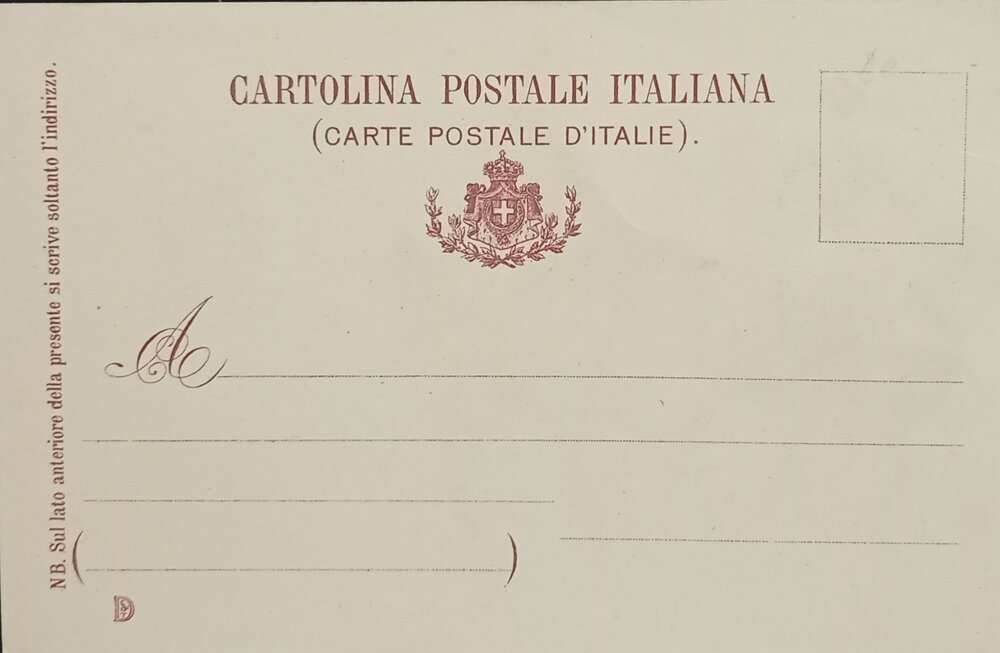 CARTOLINA POSTALE ITALIANA
(CARTE POSTALE D'ITALIE).
NB. Sul lato anteriore della presente si scrive soltanto l'indirizzo.
A
( )